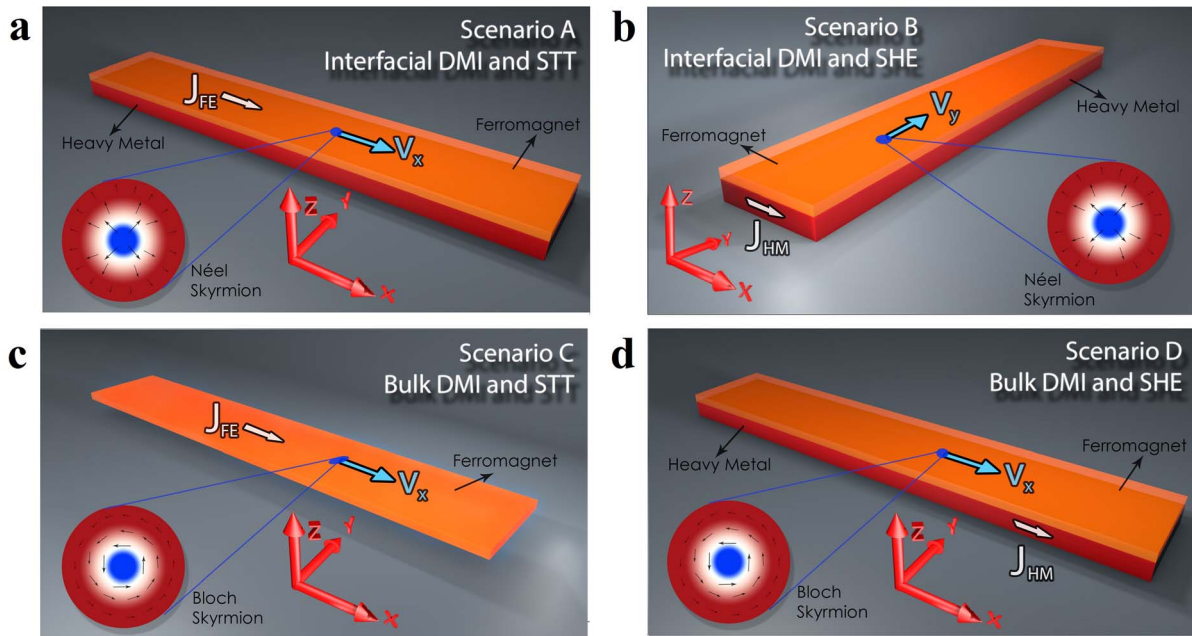 a
Scenario A
Interfacial DMI and STT
J_FE
V_x
Ferromagnet
Heavy Metal
Néel
Skyrmion
Z
Y
X
b
Scenario B
Interfacial DMI and SHE
V_y
Heavy Metal
Ferromagnet
J_HM
Z
Y
X
Néel
Skyrmion
c
Scenario C
Bulk DMI and STT
J_FE
V_x
Ferromagnet
Bloch
Skyrmion
Z
Y
X
d
Scenario D
Bulk DMI and SHE
Heavy Metal
V_x
Ferromagnet
J_HM
Bloch
Skyrmion
Z
Y
X